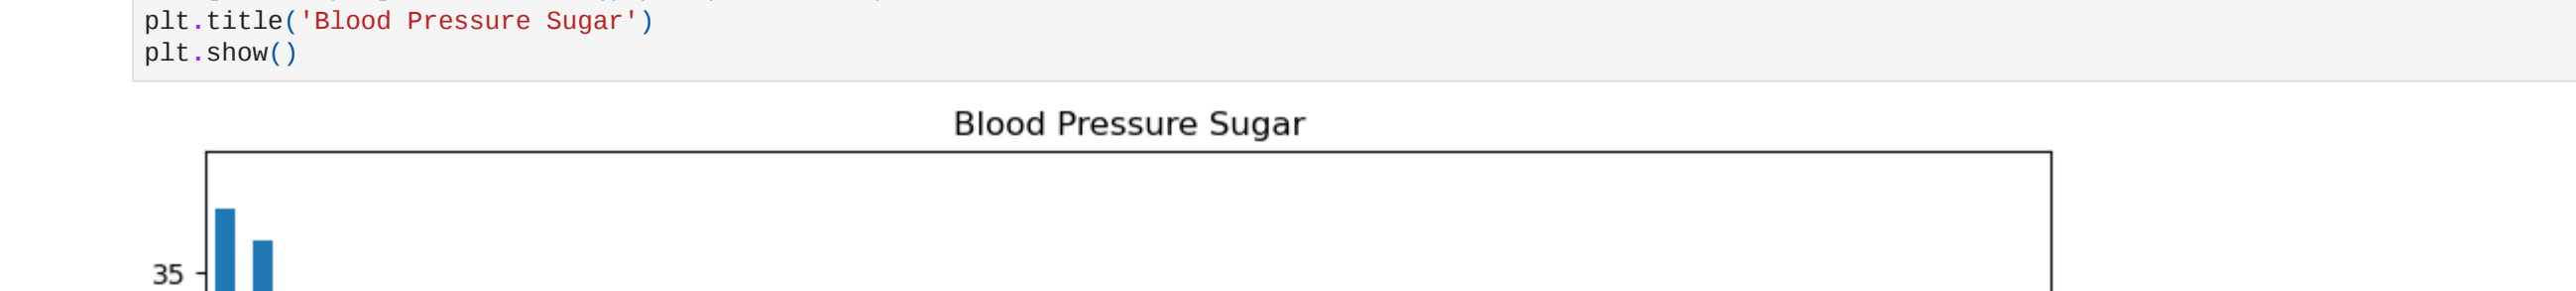 plt.title('Blood Pressure Sugar')
plt.show()
Blood Pressure Sugar
35